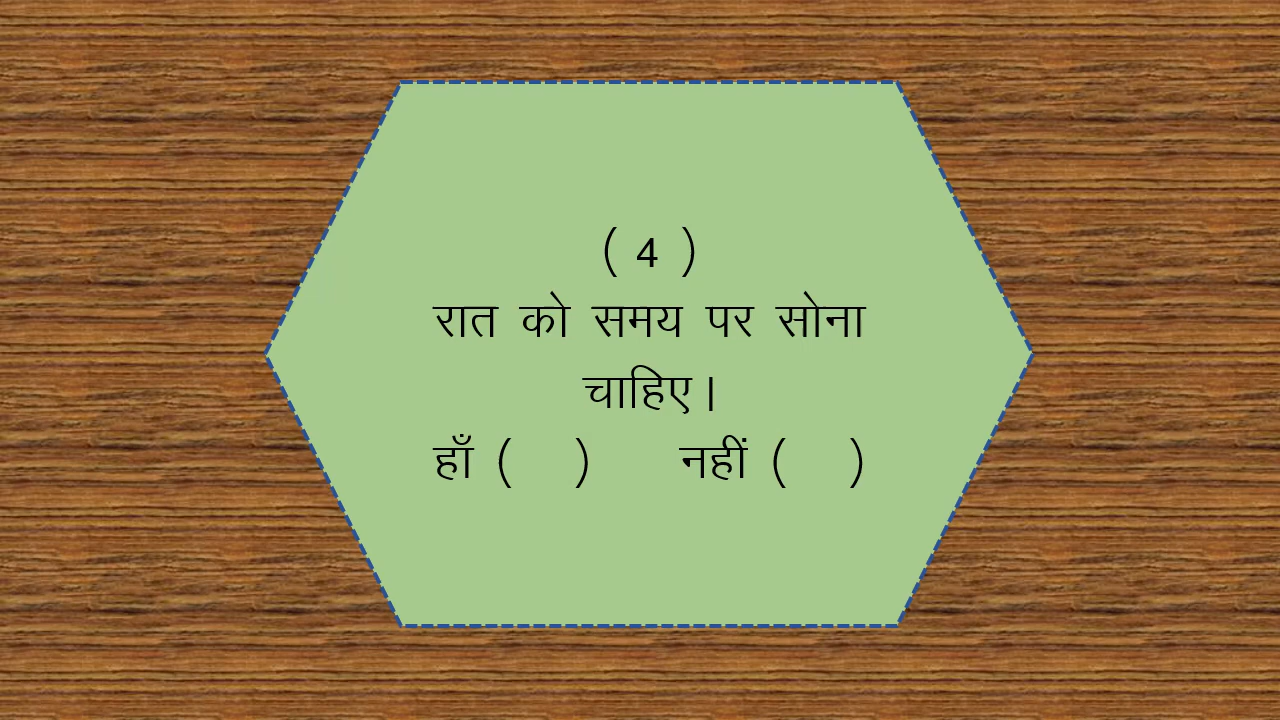 ( 4 )
रात को समय पर सोना
चाहिए।
हाँ ( ) नहीं ( )